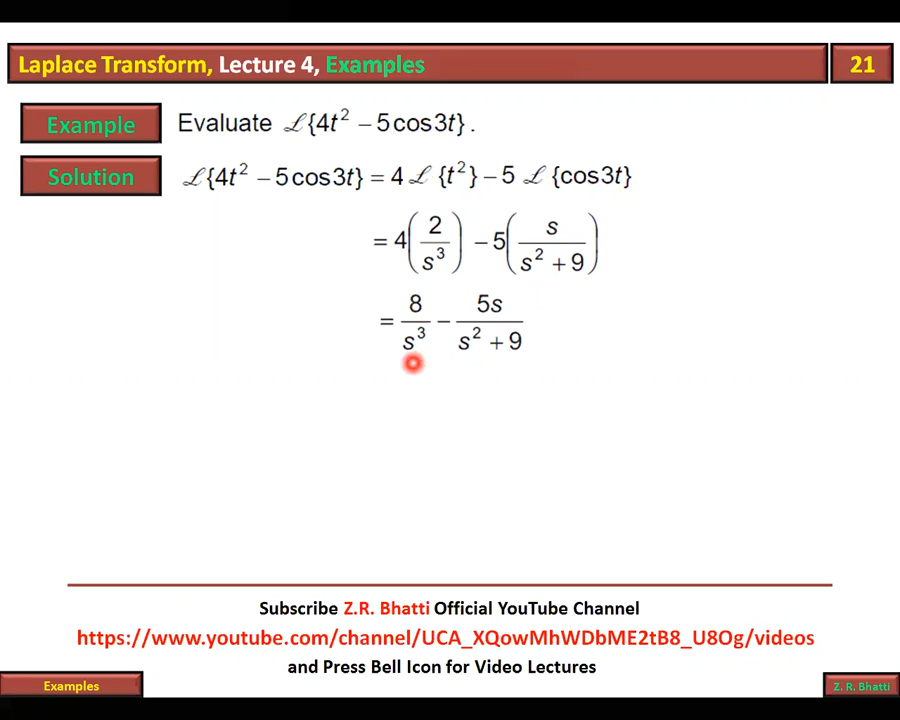 Laplace Transform, Lecture 4, Examples 21
Example Evaluate ℒ{4t² − 5cos3t}.
Solution ℒ{4t² − 5cos3t} = 4ℒ{t²} − 5ℒ{cos3t}
= 4(2/s³) − 5(s/(s² + 9))
= 8/s³ − 5s/(s² + 9)
Subscribe Z.R. Bhatti Official YouTube Channel
https://www.youtube.com/channel/UCA_XQowMhWDbME2tB8_U8Og/videos
and Press Bell Icon for Video Lectures
Examples Z. R. Bhatti